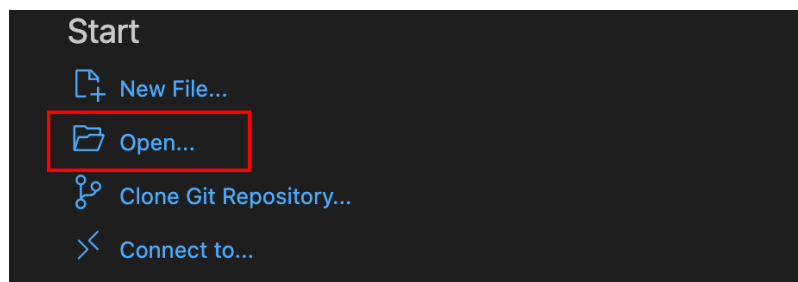 Start
New File...
Open...
Clone Git Repository...
Connect to...